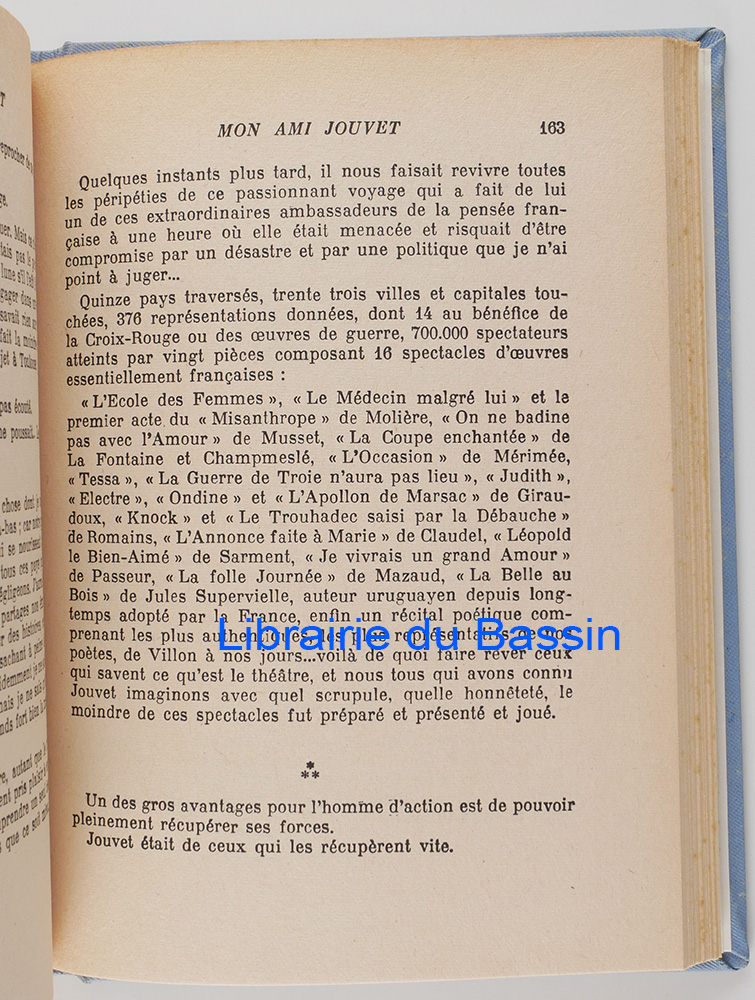 MON AMI JOUVET 163
Quelques instants plus tard, il nous faisait revivre toutes
les péripéties de ce passionnant voyage qui a fait de lui
un de ces extraordinaires ambassadeurs de la pensée fran-
çaise à une heure où elle était menacée et risquait d'être
compromise par un désastre et par une politique que je n'ai
point à juger...
Quinze pays traversés, trente trois villes et capitales tou-
chées, 376 représentations données, dont 14 au bénéfice de
la Croix-Rouge ou des œuvres de guerre, 700.000 spectateurs
atteints par vingt pièces composant 16 spectacles d'œuvres
essentiellement françaises :
« L'Ecole des Femmes », « Le Médecin malgré lui » et le
premier acte du « Misanthrope » de Molière, « On ne badine
pas avec l'Amour » de Musset, « La Coupe enchantée » de
La Fontaine et Champmeslé, « L'Occasion » de Mérimée,
« Tessa », « La Guerre de Troie n'aura pas lieu », « Judith »,
« Electre », « Ondine » et « L'Apollon de Marsac » de Girau-
doux, « Knock » et « Le Trouhadec saisi par la Débauche »
de Romains, « L'Annonce faite à Marie » de Claudel, « Léopold
le Bien-Aimé » de Sarment, « Je vivrais un grand Amour »
de Passeur, « La folle Journée » de Mazaud, « La Belle au
Bois » de Jules Supervielle, auteur uruguayen depuis long-
temps adopté par la France, enfin un récital poétique com-
prenant les plus authentiques, les plus représentatifs de nos
Librairie du Bassin
poètes, de Villon à nos jours...voilà de quoi faire rêver ceux
qui savent ce qu'est le théâtre, et nous tous qui avons connu
Jouvet imaginons avec quel scrupule, quelle honnêteté, le
moindre de ces spectacles fut préparé et présenté et joué.
***
Un des gros avantages pour l'homme d'action est de pouvoir
pleinement récupérer ses forces.
Jouvet était de ceux qui les récupèrent vite.